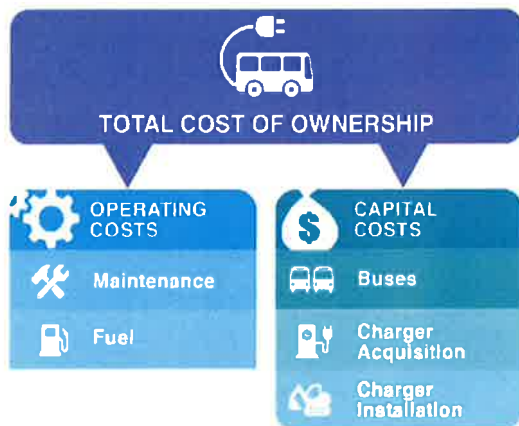 TOTAL COST OF OWNERSHIP
OPERATING
COSTS
Maintenance
Fuel
$
CAPITAL
COSTS
Buses
Charger
Acquisition
Charger
Installation